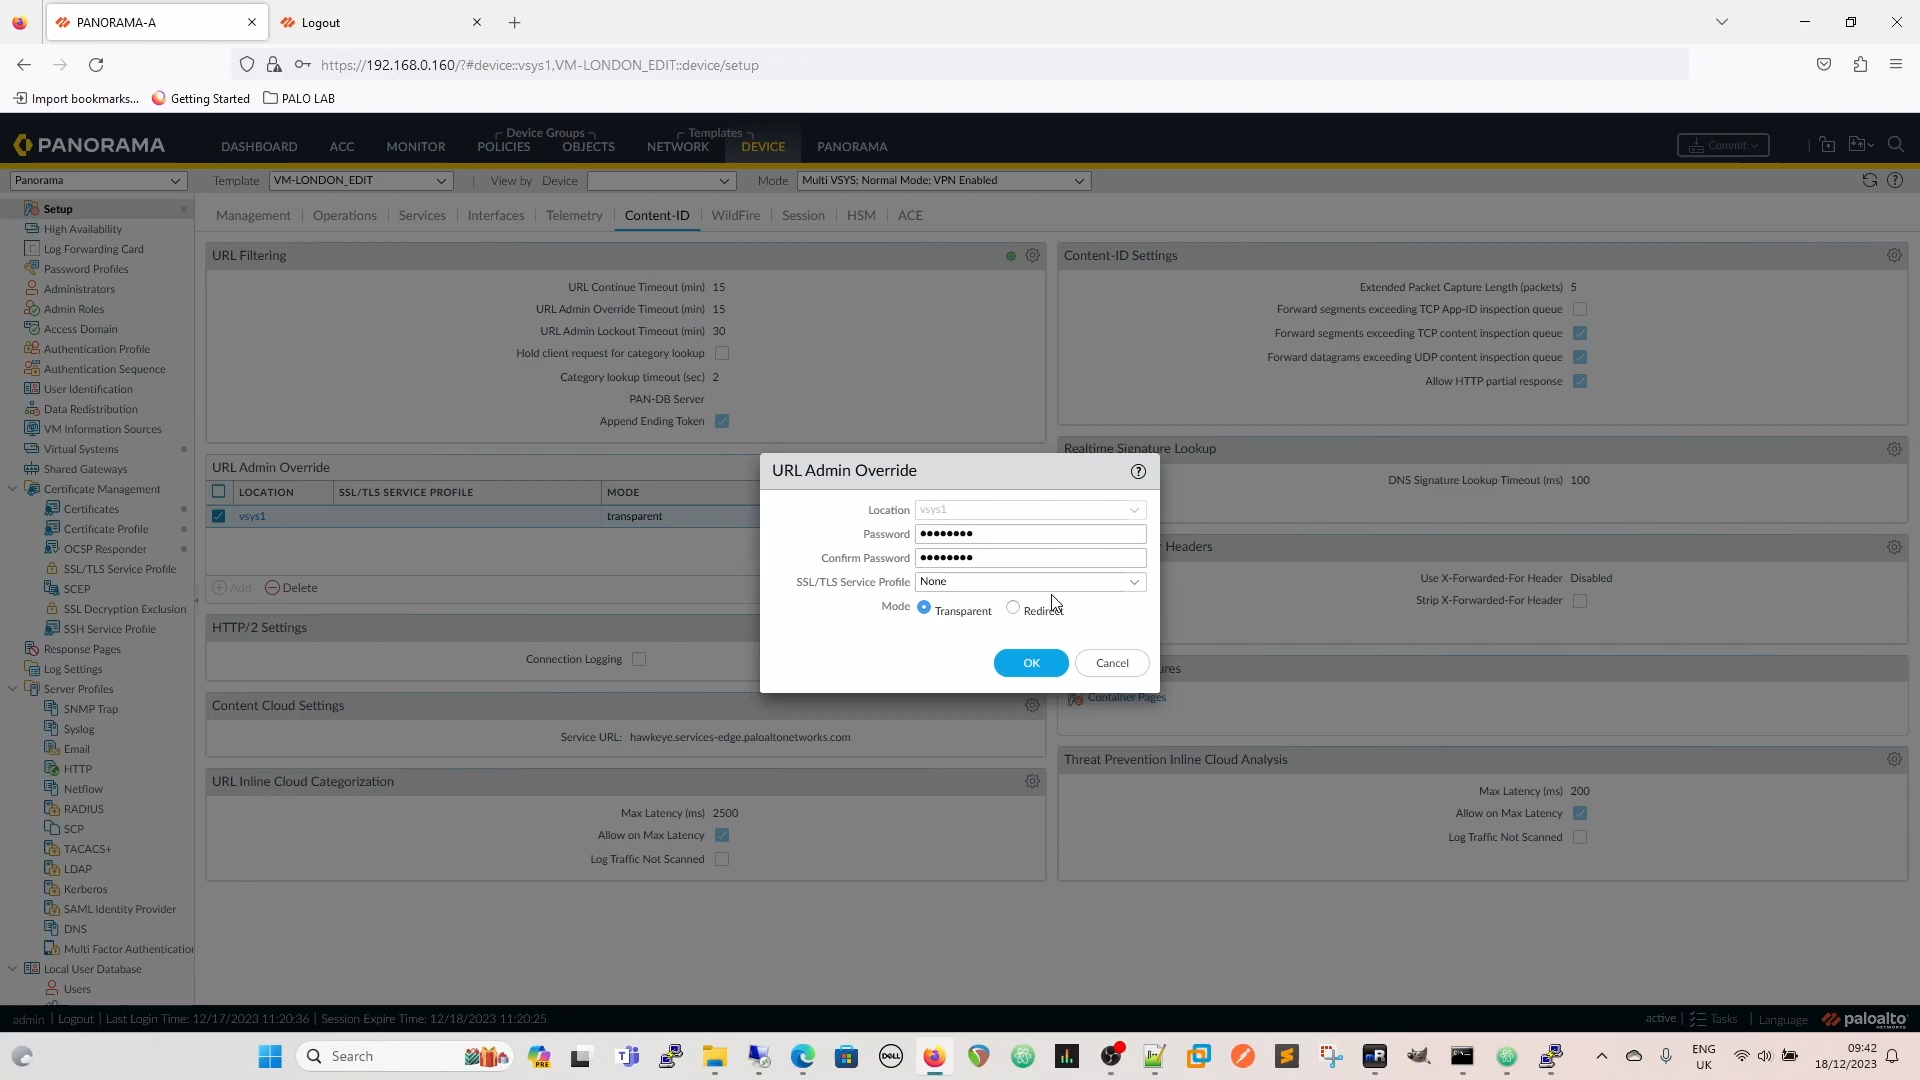 PANORAMA-A
Logout
https://192.168.0.160/?#device::vsys1,VM-LONDON_EDIT::device/setup
Import bookmarks...
Getting Started
PALO LAB
PANORAMA
DASHBOARD
ACC
MONITOR
Device Groups
POLICIES
OBJECTS
Templates
NETWORK
DEVICE
PANORAMA
Commit
Panorama
Template
VM-LONDON_EDIT
View by
Device
Mode
Multi VSYS; Normal Mode; VPN Enabled
Setup
High Availability
Log Forwarding Card
Password Profiles
Administrators
Admin Roles
Access Domain
Authentication Profile
Authentication Sequence
User Identification
Data Redistribution
VM Information Sources
Virtual Systems
Shared Gateways
Certificate Management
Certificates
Certificate Profile
OCSP Responder
SSL/TLS Service Profile
SCEP
SSL Decryption Exclusion
SSH Service Profile
Response Pages
Log Settings
Server Profiles
SNMP Trap
Syslog
Email
HTTP
Netflow
RADIUS
SCP
TACACS+
LDAP
Kerberos
SAML Identity Provider
DNS
Multi Factor Authentication
Local User Database
Users
Management
Operations
Services
Interfaces
Telemetry
Content-ID
WildFire
Session
HSM
ACE
URL Filtering
URL Continue Timeout (min) 15
URL Admin Override Timeout (min) 15
URL Admin Lockout Timeout (min) 30
Hold client request for category lookup
Category lookup timeout (sec) 2
PAN-DB Server
Append Ending Token
URL Admin Override
LOCATION
SSL/TLS SERVICE PROFILE
MODE
vsys1
transparent
Add
Delete
HTTP/2 Settings
Connection Logging
Content Cloud Settings
Service URL: hawkeye.services-edge.paloaltonetworks.com
URL Inline Cloud Categorization
Max Latency (ms) 2500
Allow on Max Latency
Log Traffic Not Scanned
Content-ID Settings
Extended Packet Capture Length (packets) 5
Forward segments exceeding TCP App-ID inspection queue
Forward segments exceeding TCP content inspection queue
Forward datagrams exceeding UDP content inspection queue
Allow HTTP partial response
Realtime Signature Lookup
DNS Signature Lookup Timeout (ms) 100
Headers
Use X-Forwarded-For Header Disabled
Strip X-Forwarded-For Header
Container Pages
Threat Prevention Inline Cloud Analysis
Max Latency (ms) 200
Allow on Max Latency
Log Traffic Not Scanned
URL Admin Override
Location
vsys1
Password
••••••••
Confirm Password
••••••••
SSL/TLS Service Profile
None
Mode
Transparent
Redirect
OK
Cancel
admin | Logout | Last Login Time: 12/17/2023 11:20:36 | Session Expire Time: 12/18/2023 11:20:25
active
Tasks
Language
paloalto
NETWORKS
Search
PRE
DELL
ENG
UK
09:42
18/12/2023